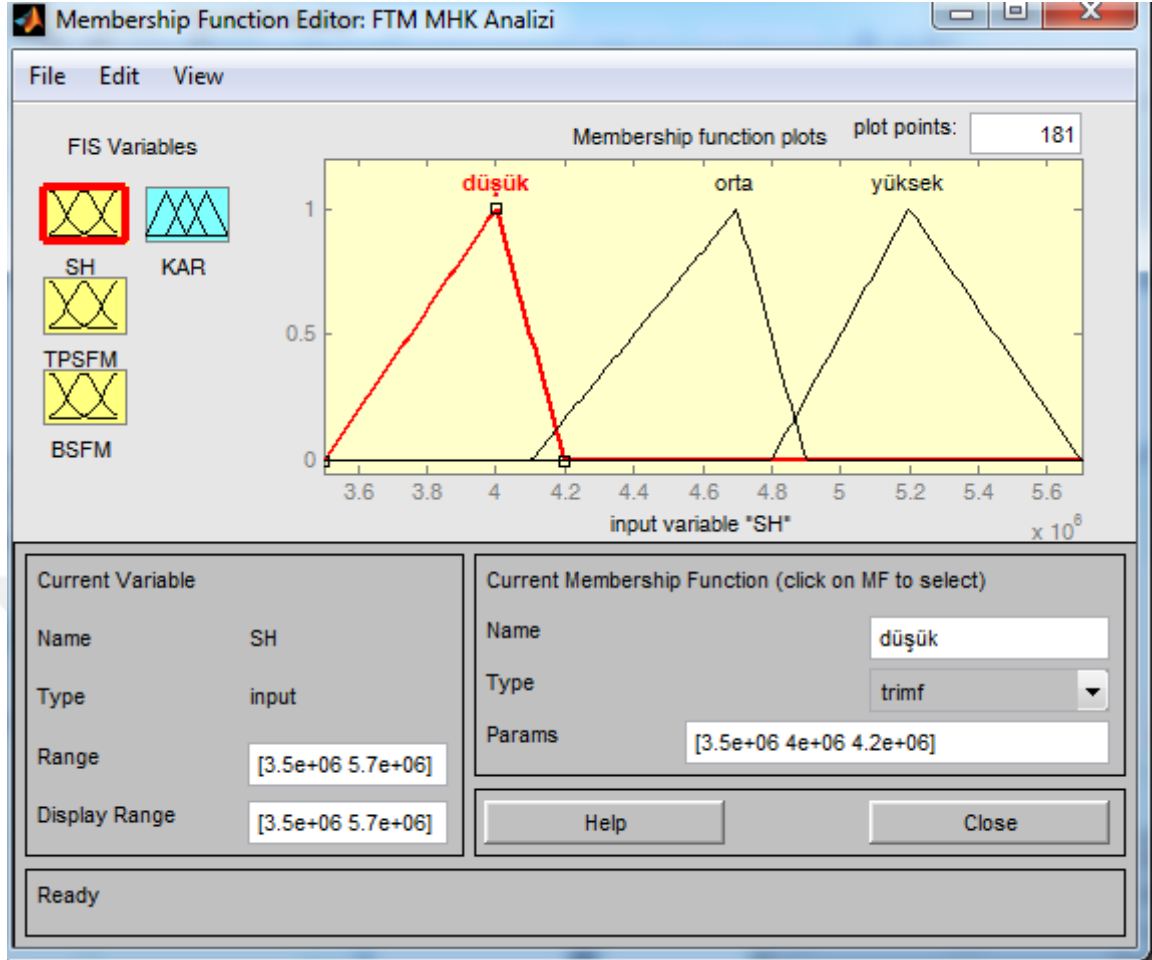 Membership Function Editor: FTM MHK Analizi
File Edit View
FIS Variables
Membership function plots plot points: 181
SH KAR
TPSFM
BSFM
düşük orta yüksek
1
0.5
0
3.6 3.8 4 4.2 4.4 4.6 4.8 5 5.2 5.4 5.6
input variable "SH"
x 10⁶
Current Variable
Name SH
Type input
Range [3.5e+06 5.7e+06]
Display Range [3.5e+06 5.7e+06]
Current Membership Function (click on MF to select)
Name düşük
Type trimf
Params [3.5e+06 4e+06 4.2e+06]
Help Close
Ready